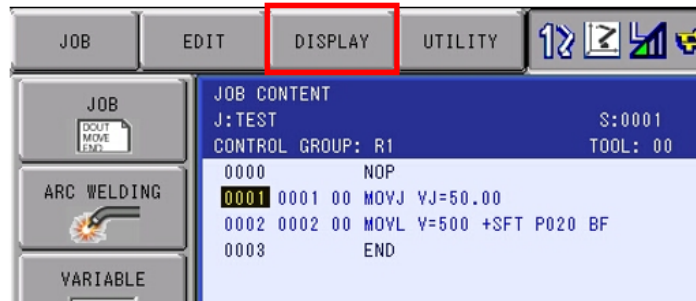 JOB EDIT DISPLAY UTILITY
JOB
DOUT
MOVE
END
ARC WELDING
VARIABLE
JOB CONTENT
J:TEST S:0001
CONTROL GROUP: R1 TOOL: 00
0000 NOP
0001 0001 00 MOVJ VJ=50.00
0002 0002 00 MOVL V=500 +SFT P020 BF
0003 END